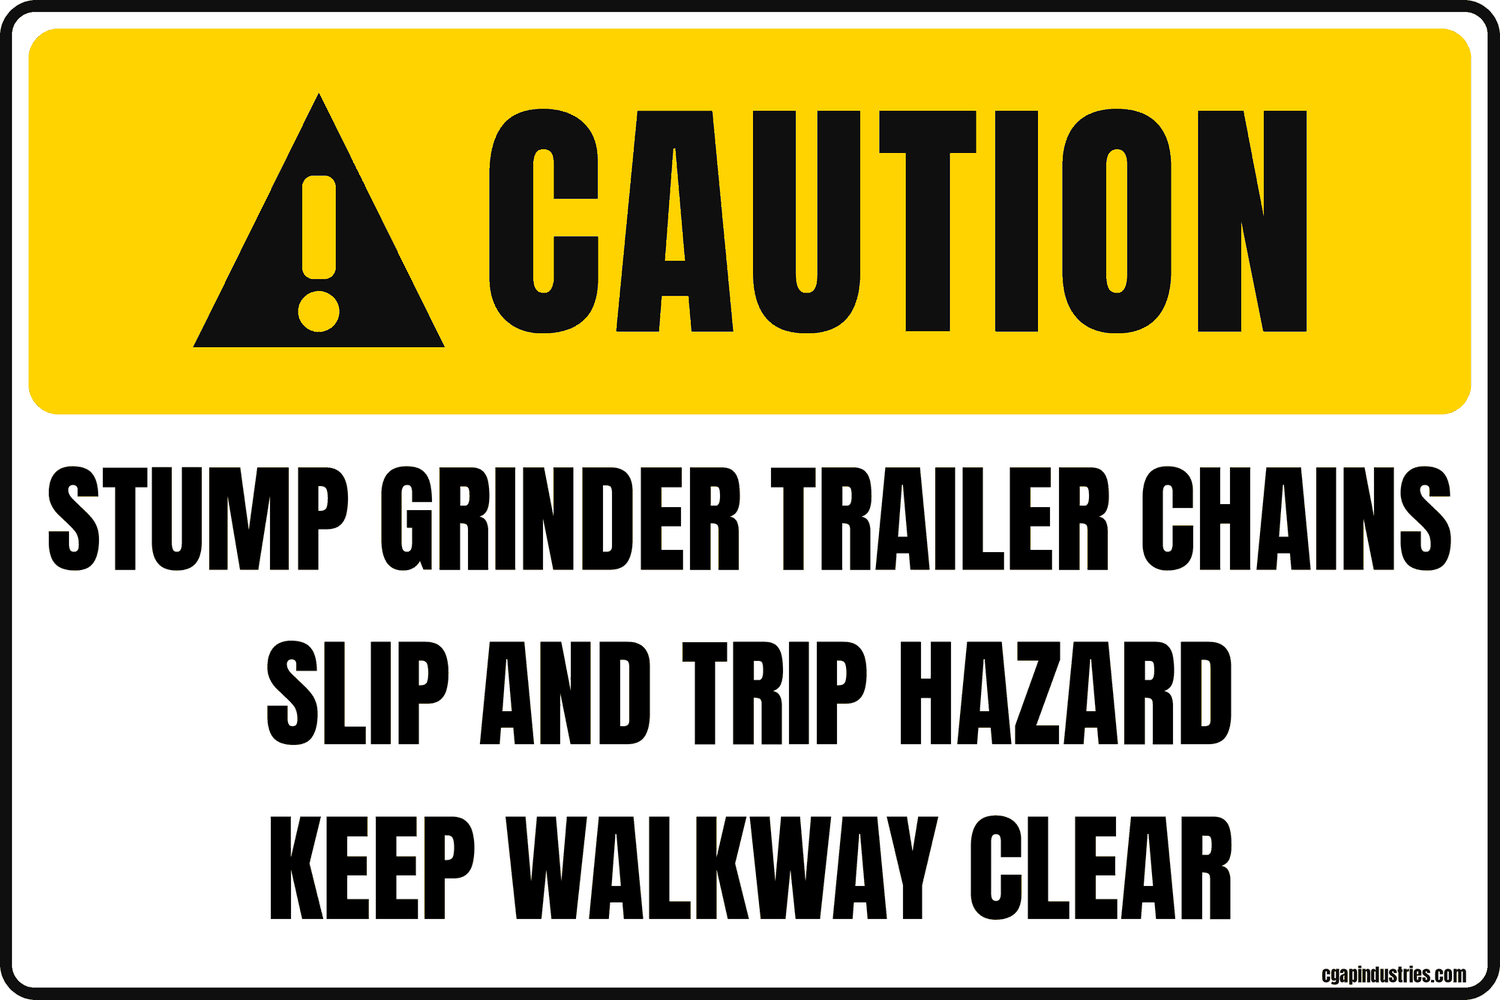 CAUTION
STUMP GRINDER TRAILER CHAINS
SLIP AND TRIP HAZARD
KEEP WALKWAY CLEAR
cgapindustries.com